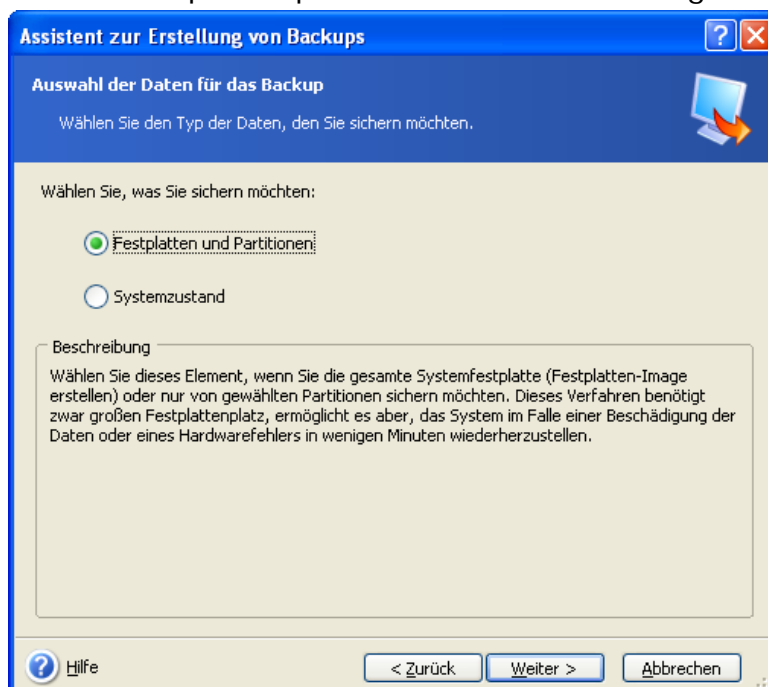 Assistent zur Erstellung von Backups
Auswahl der Daten für das Backup
Wählen Sie den Typ der Daten, den Sie sichern möchten.
Wählen Sie, was Sie sichern möchten:
Festplatten und Partitionen
Systemzustand
Beschreibung
Wählen Sie dieses Element, wenn Sie die gesamte Systemfestplatte (Festplatten-Image
erstellen) oder nur von gewählten Partitionen sichern möchten. Dieses Verfahren benötigt
zwar großen Festplattenplatz, ermöglicht es aber, das System im Falle einer Beschädigung der
Daten oder eines Hardwarefehlers in wenigen Minuten wiederherzustellen.
Hilfe
< Zurück
Weiter >
Abbrechen